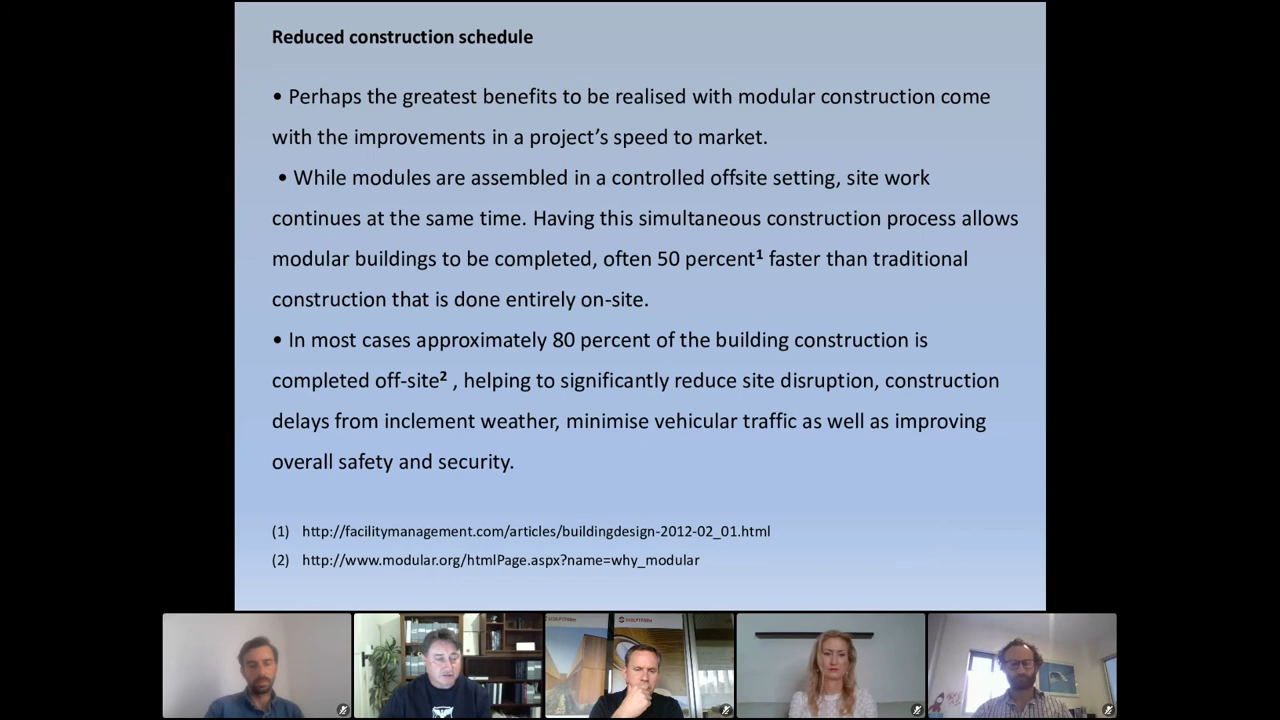 Reduced construction schedule
• Perhaps the greatest benefits to be realised with modular construction come
with the improvements in a project’s speed to market.
• While modules are assembled in a controlled offsite setting, site work
continues at the same time. Having this simultaneous construction process allows
modular buildings to be completed, often 50 percent¹ faster than traditional
construction that is done entirely on-site.
• In most cases approximately 80 percent of the building construction is
completed off-site² , helping to significantly reduce site disruption, construction
delays from inclement weather, minimise vehicular traffic as well as improving
overall safety and security.
(1) http://facilitymanagement.com/articles/buildingdesign-2012-02_01.html
(2) http://www.modular.org/htmlPage.aspx?name=why_modular